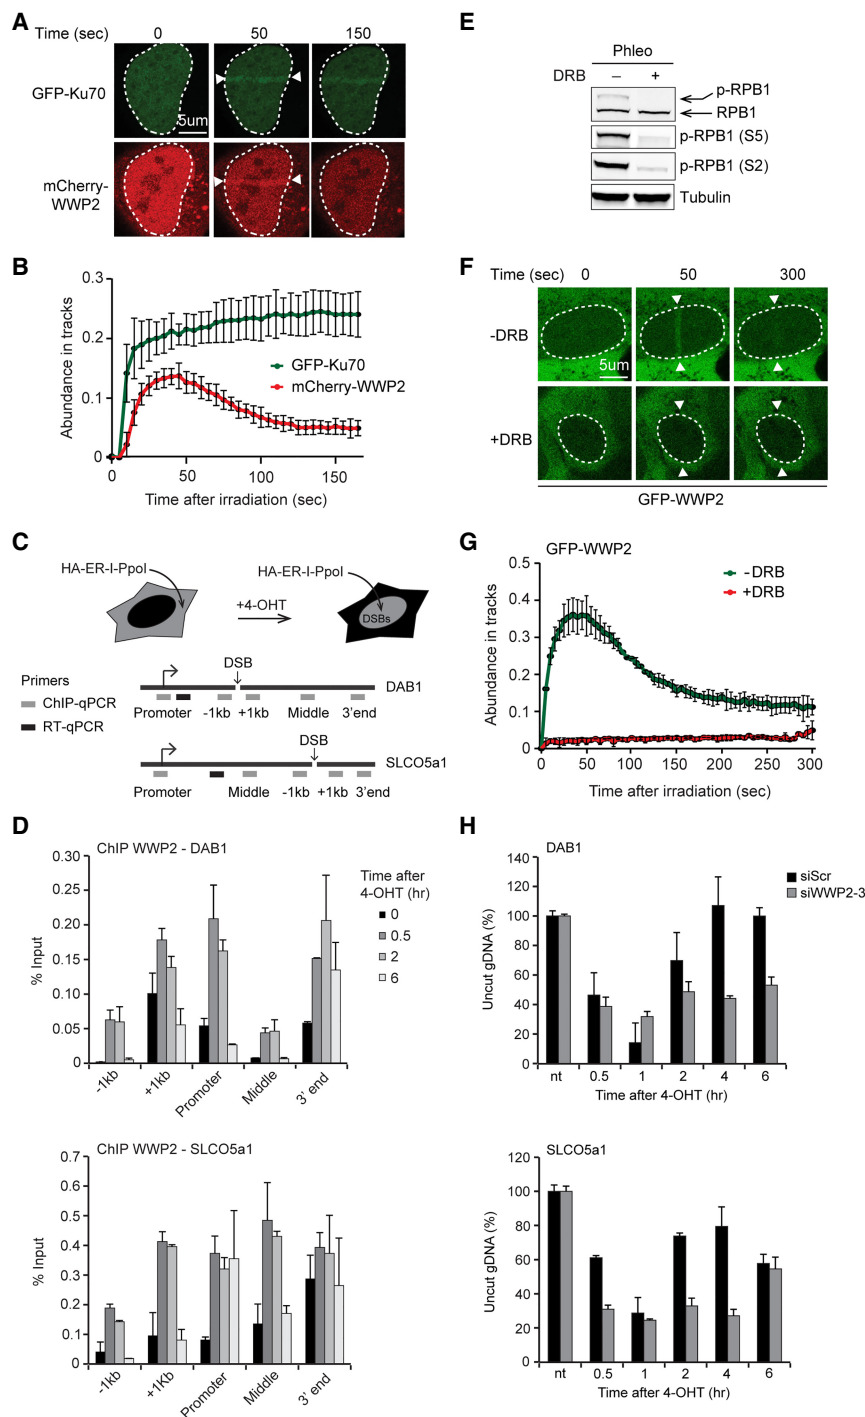 A
Time (sec) 0 50 150
GFP-Ku70
5um
mCherry-
WWP2
B
Abundance in tracks
0.3
0.2
0.1
0
GFP-Ku70
mCherry-WWP2
50 100 150
Time after irradiation (sec)
C
HA-ER-I-PpoI
HA-ER-I-PpoI
+4-OHT
DSBs
Primers
ChIP-qPCR
RT-qPCR
DSB
DAB1
Promoter -1kb +1kb Middle 3'end
DSB
SLCO5a1
Promoter Middle -1kb +1kb 3'end
D
ChIP WWP2 - DAB1
% Input
0.30
0.25
0.20
0.15
0.10
0.05
0
Time after
4-OHT (hr)
0
0.5
2
6
-1kb +1kb Promoter Middle 3' end
ChIP WWP2 - SLCO5a1
% Input
0.7
0.6
0.5
0.4
0.3
0.2
0.1
0
-1kb +1Kb Promoter Middle 3' end
E
Phleo
DRB – +
p-RPB1
RPB1
p-RPB1 (S5)
p-RPB1 (S2)
Tubulin
F
Time (sec) 0 50 300
-DRB
5um
+DRB
GFP-WWP2
G
GFP-WWP2
Abundance in tracks
0.5
0.4
0.3
0.2
0.1
0
-DRB
+DRB
0 50 100 150 200 250 300
Time after irradiation (sec)
H
DAB1
Uncut gDNA (%)
140
120
100
80
60
40
20
0
siScr
siWWP2-3
nt 0.5 1 2 4 6
Time after 4-OHT (hr)
SLCO5a1
Uncut gDNA (%)
120
100
80
60
40
20
0
nt 0.5 1 2 4 6
Time after 4-OHT (hr)